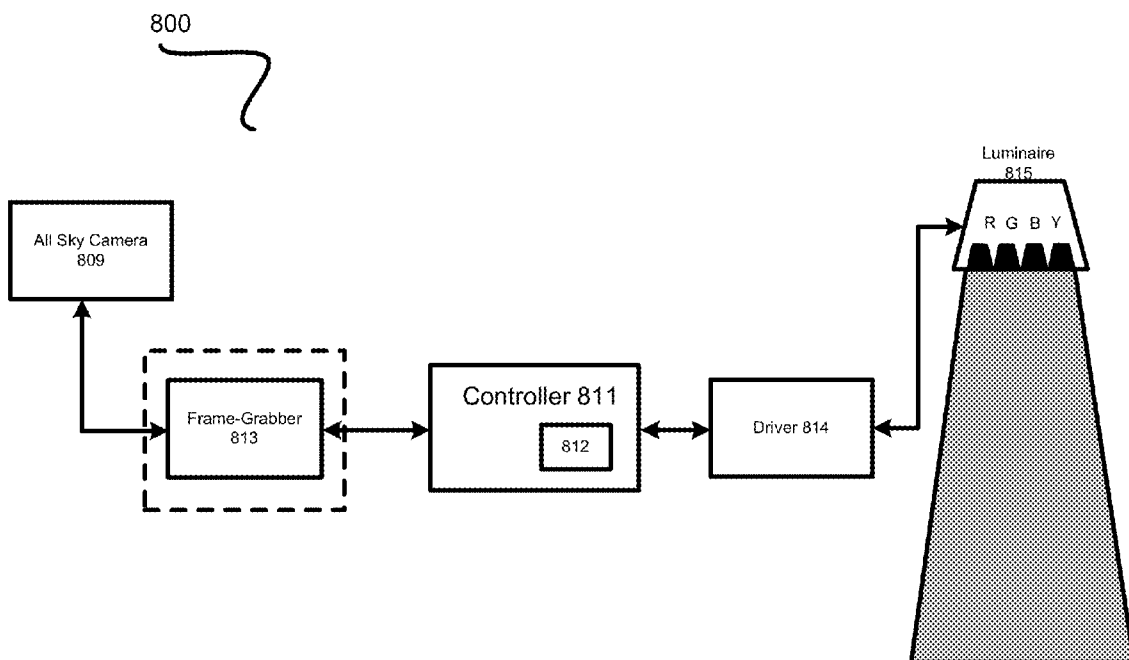 800
Luminaire
815
R G B Y
All Sky Camera
809
Frame-Grabber
813
Controller 811
812
Driver 814